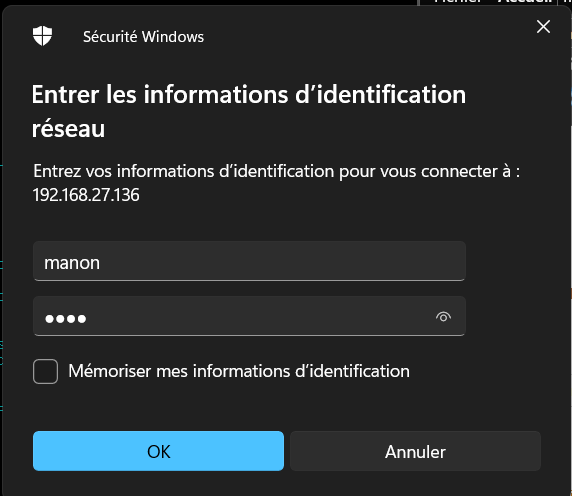 Accueil
Sécurité Windows
Entrer les informations d’identification
réseau
Entrez vos informations d’identification pour vous connecter à :
192.168.27.136
manon
●●●●
Mémoriser mes informations d’identification
OK
Annuler